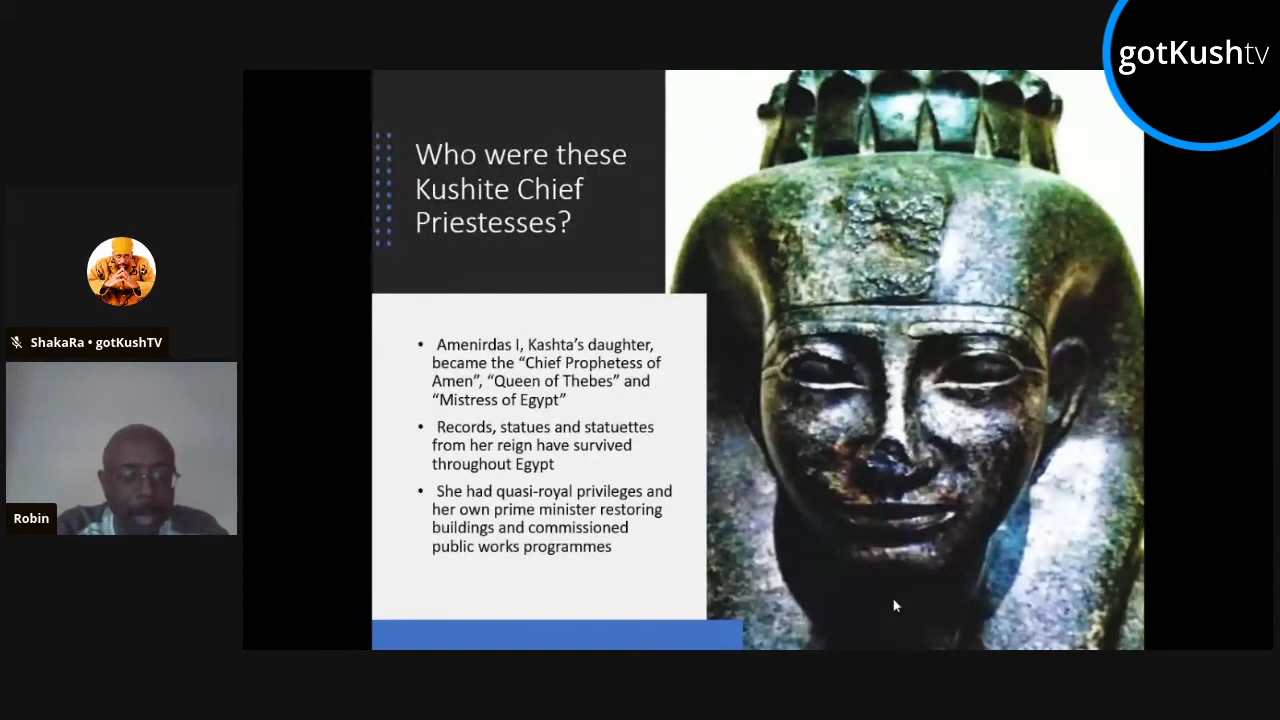 gotKushtv
Who were these
Kushite Chief
Priestesses?
• Amenirdas I, Kashta's daughter,
became the “Chief Prophetess of
Amen”, “Queen of Thebes” and
“Mistress of Egypt”
• Records, statues and statuettes
from her reign have survived
throughout Egypt
• She had quasi-royal privileges and
her own prime minister restoring
buildings and commissioned
public works programmes
ShakaRa • gotKushTV
Robin